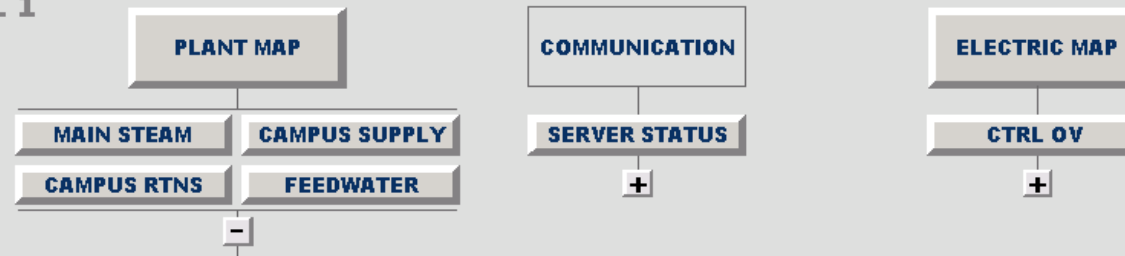 PLANT MAP
COMMUNICATION
ELECTRIC MAP
MAIN STEAM
CAMPUS SUPPLY
SERVER STATUS
CTRL OV
CAMPUS RTNS
FEEDWATER
+
+
-